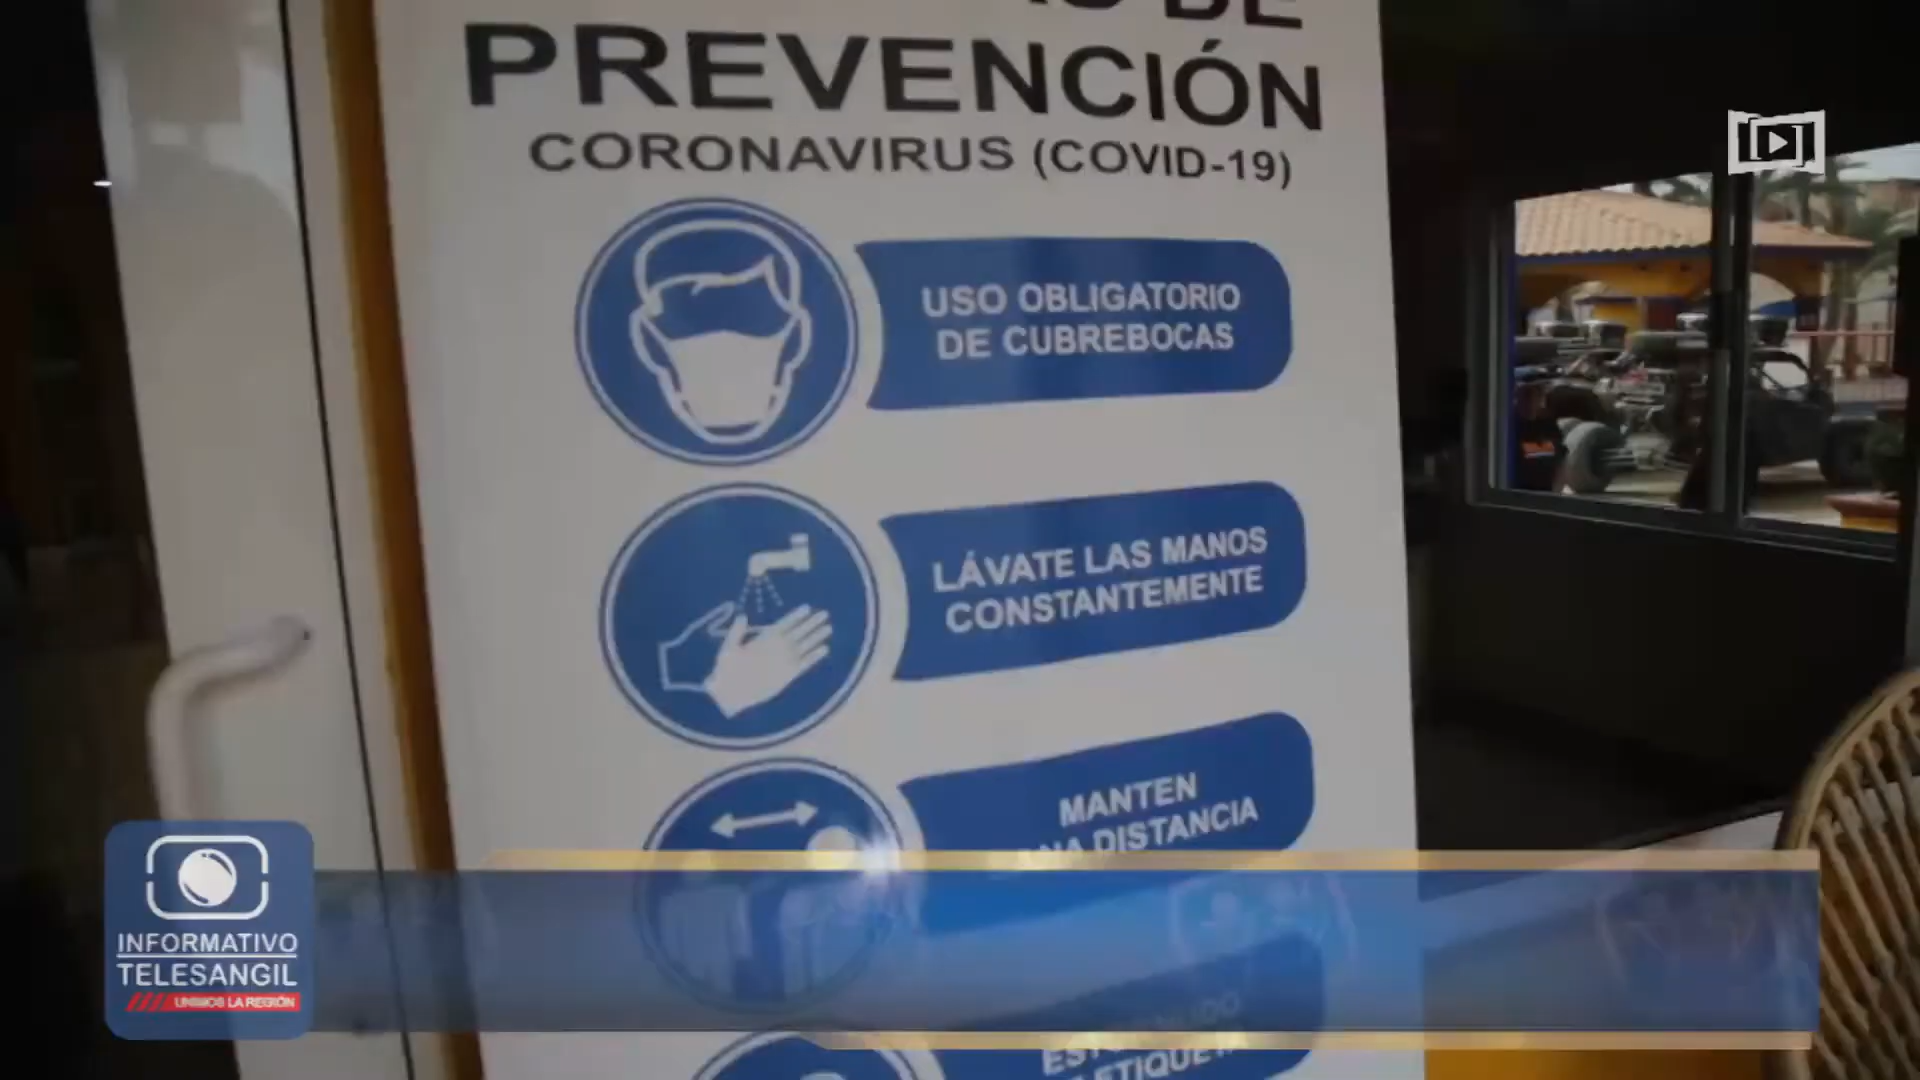 DE
PREVENCIÓN
CORONAVIRUS (COVID-19)
USO OBLIGATORIO
DE CUBREBOCAS
LÁVATE LAS MANOS
CONSTANTEMENTE
MANTEN
DISTANCIA
INFORMATIVO
TELESANGIL
UNIMOS LA REGIÓN